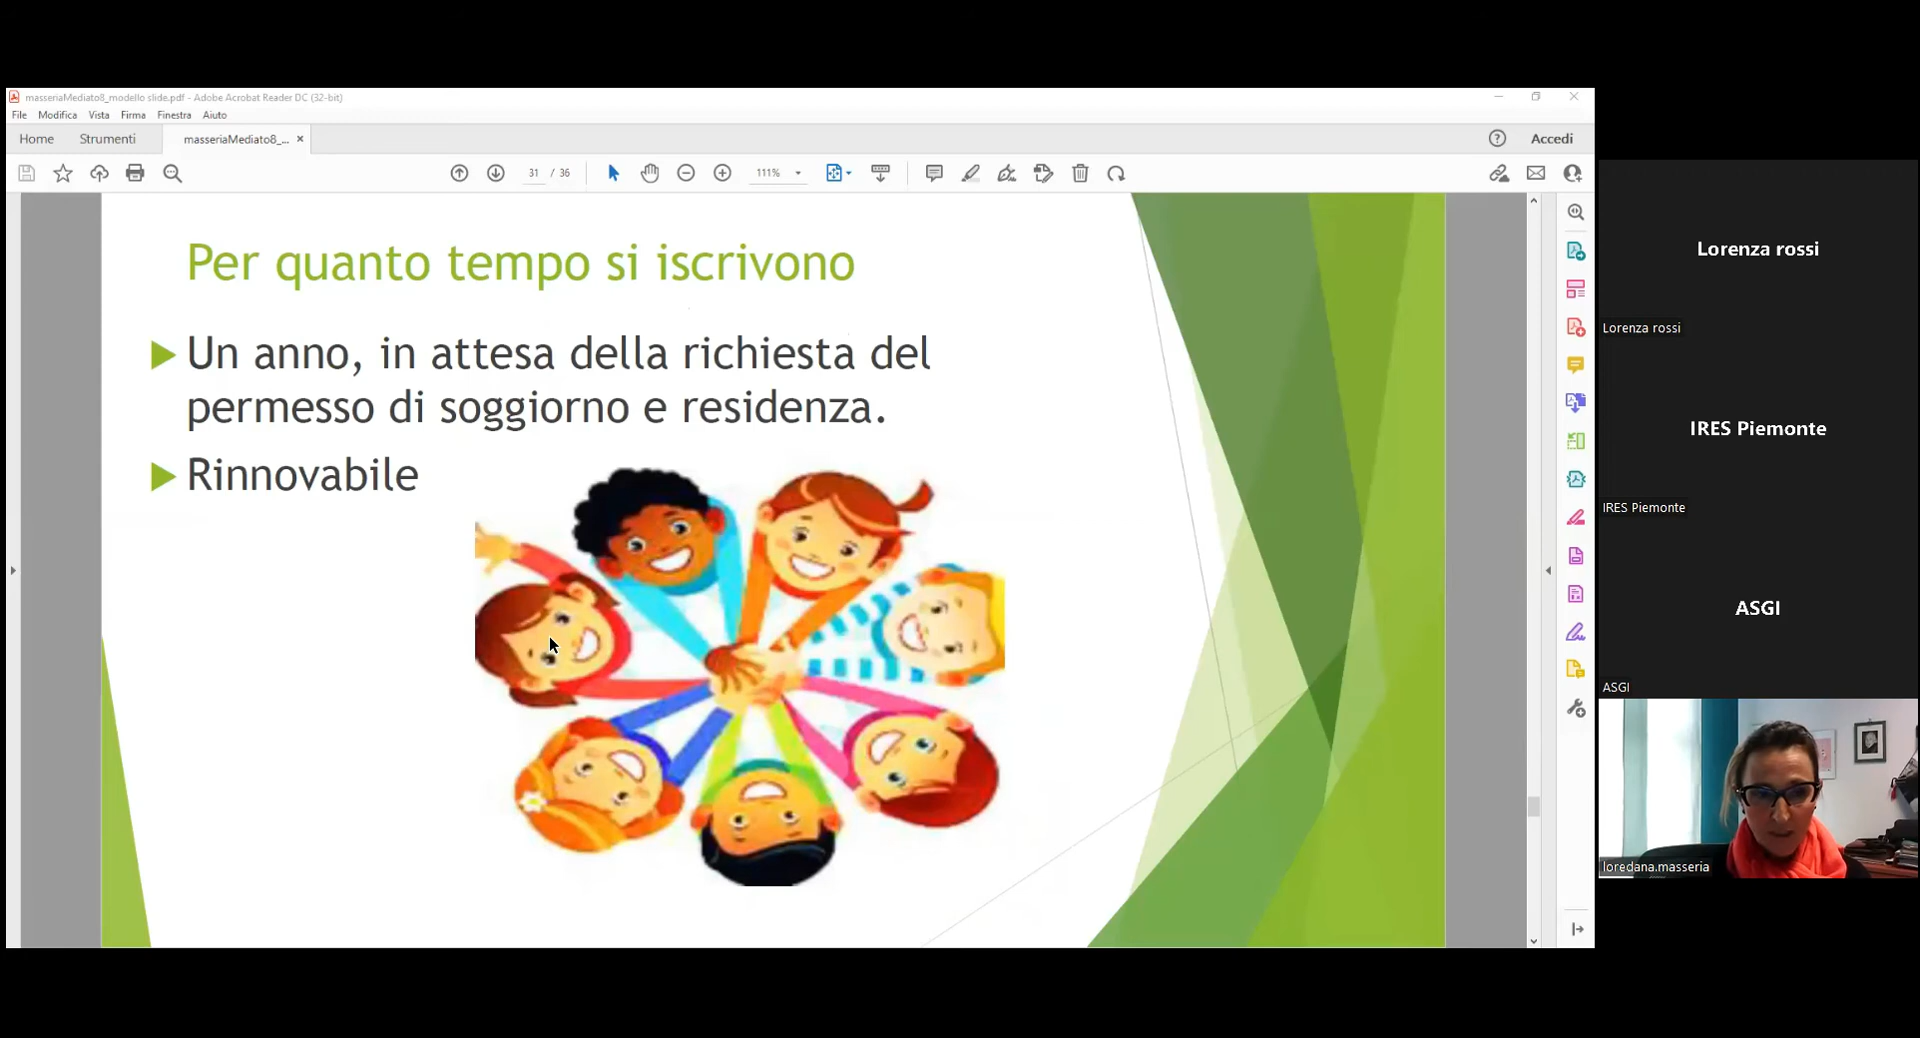 masseriaMediato8_modello slide.pdf - Adobe Acrobat Reader DC (32-bit)
File Modifica Vista Firma Finestra Aiuto
Home Strumenti masseriaMediato8_... Accedi
31 / 36 111%
Per quanto tempo si iscrivono
Un anno, in attesa della richiesta del
permesso di soggiorno e residenza.
Rinnovabile
Lorenza rossi
Lorenza rossi
IRES Piemonte
IRES Piemonte
ASGI
ASGI
loredana.masseria